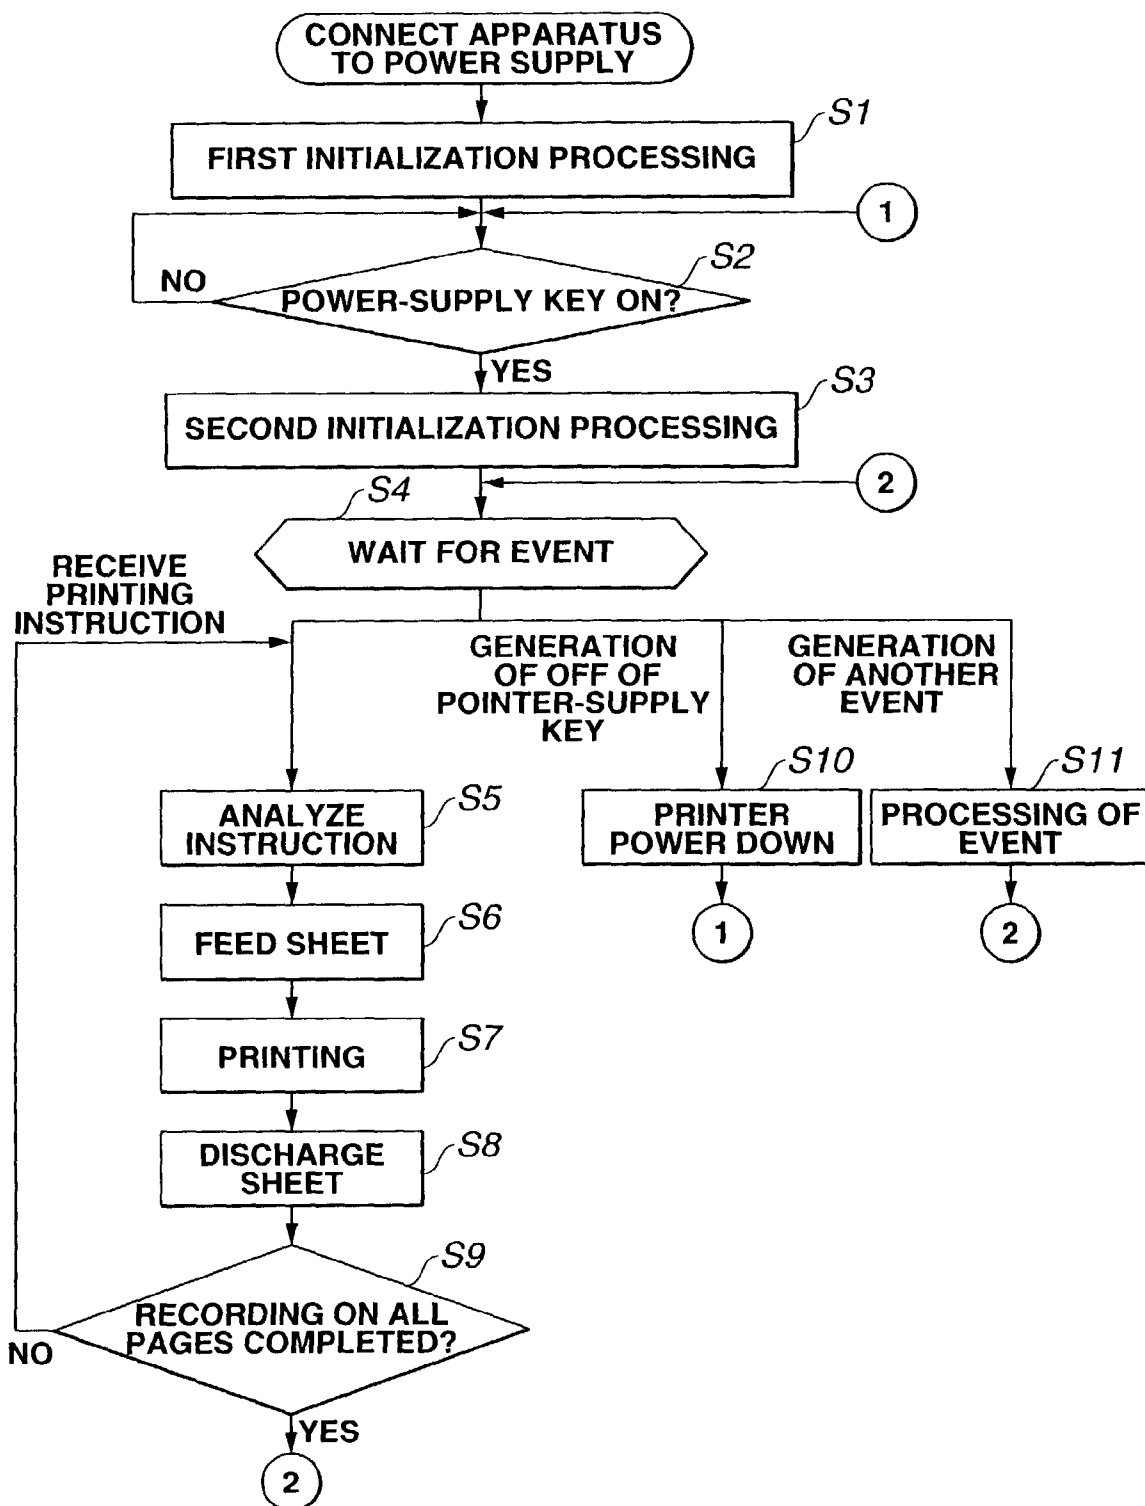 CONNECT APPARATUS
TO POWER SUPPLY
S1
FIRST INITIALIZATION PROCESSING
1
S2
NO
POWER-SUPPLY KEY ON?
YES
S3
SECOND INITIALIZATION PROCESSING
2
S4
WAIT FOR EVENT
RECEIVE
PRINTING
INSTRUCTION
GENERATION
OF OFF OF
POINTER-SUPPLY
KEY
GENERATION
OF ANOTHER
EVENT
S5
ANALYZE
INSTRUCTION
S10
PRINTER
POWER DOWN
S11
PROCESSING OF
EVENT
1
2
S6
FEED SHEET
S7
PRINTING
S8
DISCHARGE
SHEET
S9
RECORDING ON ALL
PAGES COMPLETED?
NO
YES
2